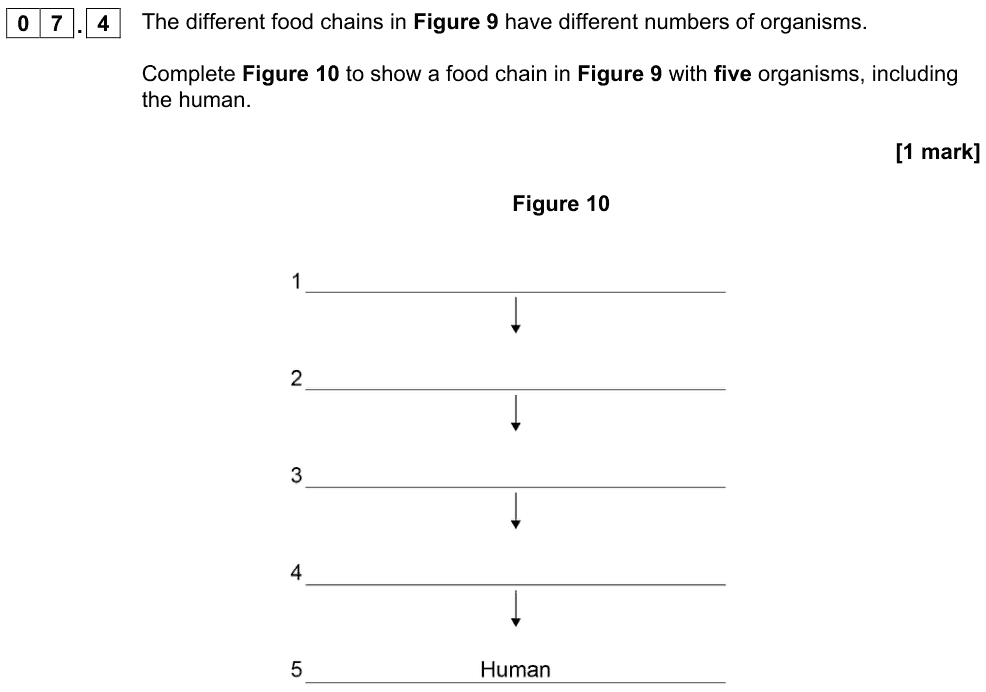 0 7 . 4 The different food chains in Figure 9 have different numbers of organisms.
Complete Figure 10 to show a food chain in Figure 9 with five organisms, including
the human.
[1 mark]
Figure 10
1
2
3
4
5 Human